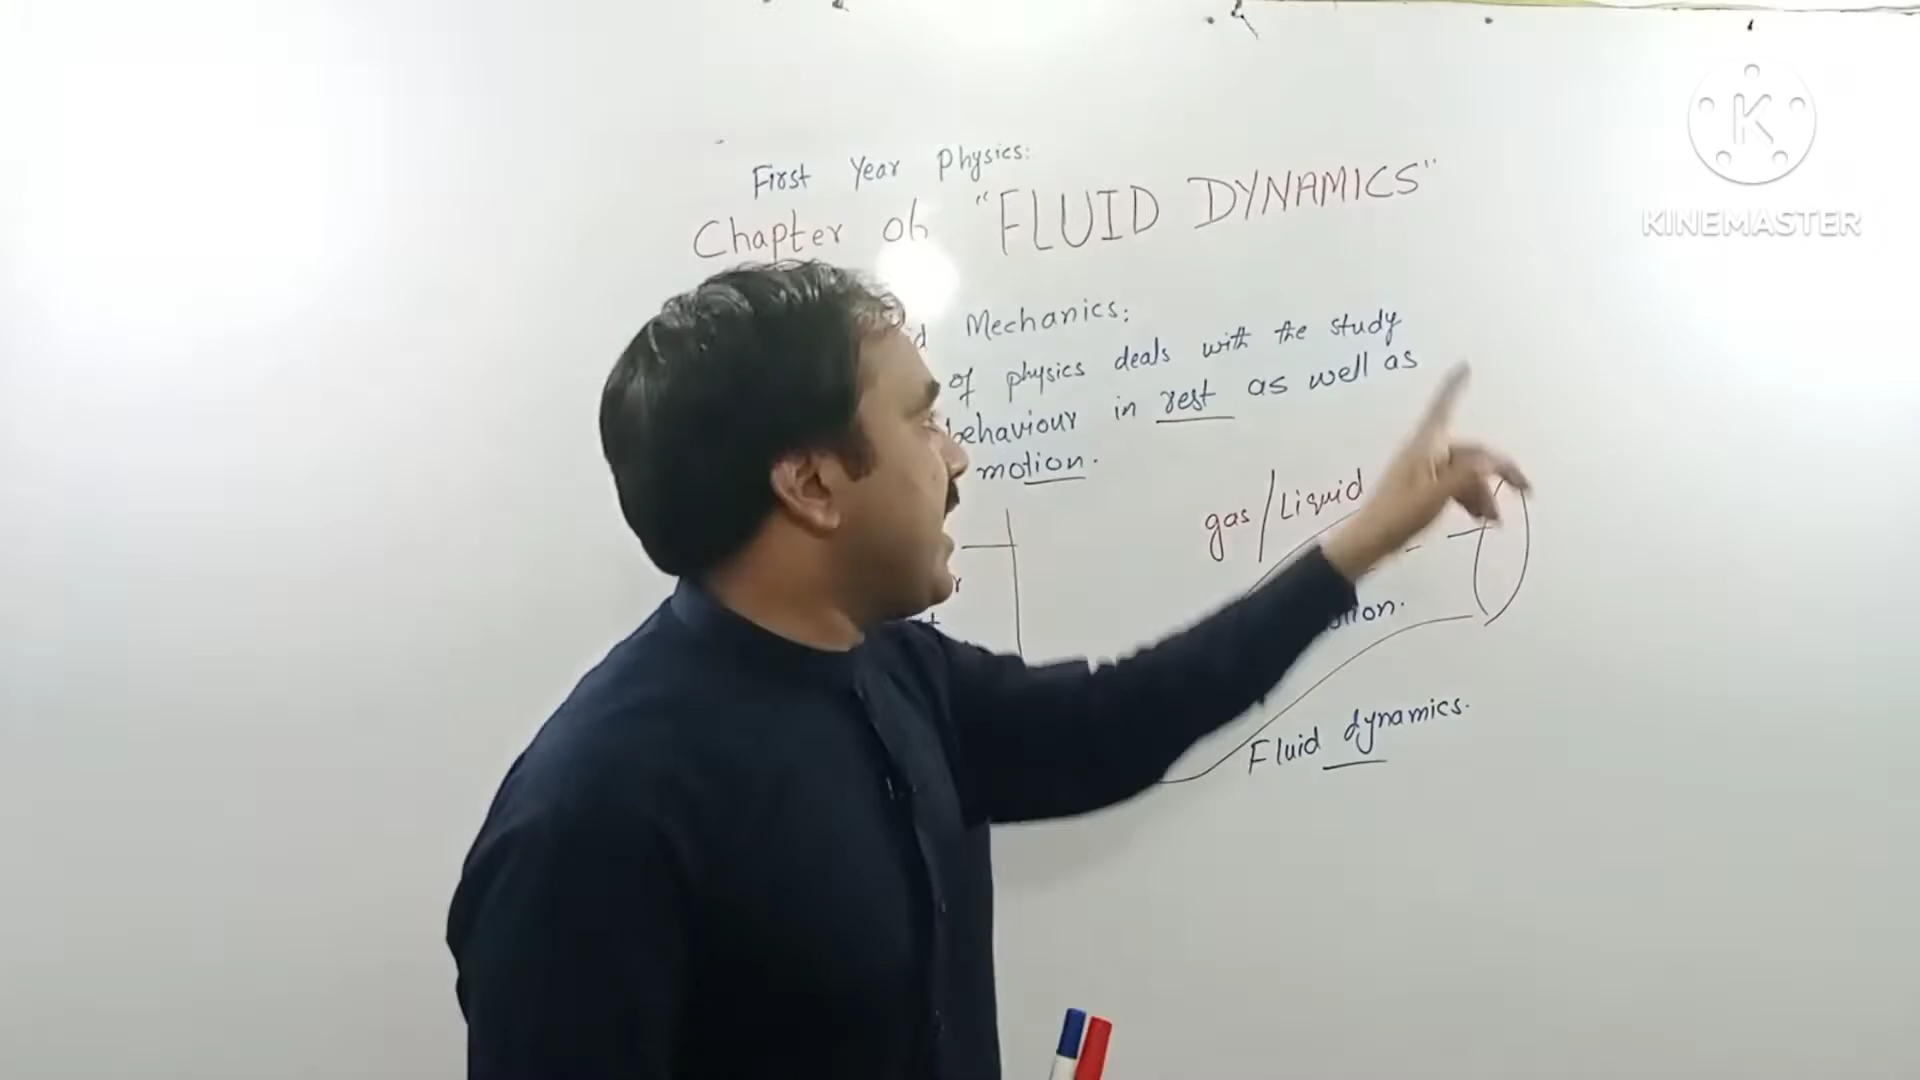 First Year Physics:
Chapter 06 "FLUID DYNAMICS"
Mechanics:
of physics deals with the study
behaviour in rest as well as
motion.
gas/Liquid
Fluid dynamics.
K
KINEMASTER